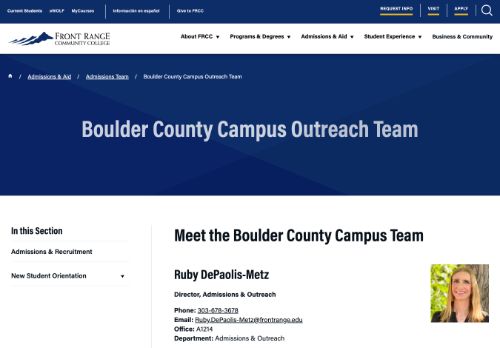 Current Students eWOLF MyCourses Información en español Give to FRCC REQUEST INFO VISIT APPLY
FRONT RANGE
COMMUNITY COLLEGE
About FRCC Programs & Degrees Admissions & Aid Student Experience Business & Community
/ Admissions & Aid / Admissions Team / Boulder County Campus Outreach Team
Boulder County Campus Outreach Team
In this Section
Admissions & Recruitment
New Student Orientation
Meet the Boulder County Campus Team
Ruby DePaolis-Metz
Director, Admissions & Outreach
Phone: 303-678-3678
Email: Ruby.DePaolis-Metz@frontrange.edu
Office: A1214
Department: Admissions & Outreach